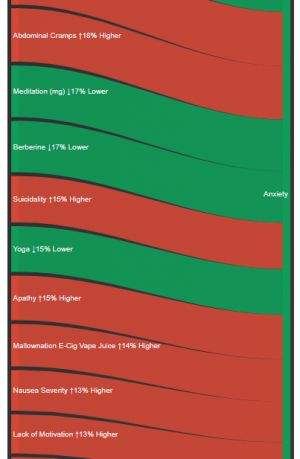 Abdominal Cramps ↑18% Higher
Meditation (mg) ↓17% Lower
Berberine ↓17% Lower
Anxiety
Suicidality ↑15% Higher
Yoga ↓15% Lower
Apathy ↑15% Higher
Mallownation E-Cig Vape Juice ↑14% Higher
Nausea Severity ↑13% Higher
Lack of Motivation ↑13% Higher